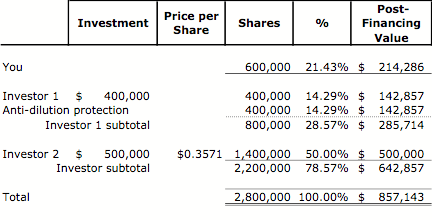 Investment Price per Share Shares % Post-Financing Value
You 600,000 21.43% $ 214,286
Investor 1 $ 400,000 400,000 14.29% $ 142,857
Anti-dilution protection 400,000 14.29% $ 142,857
Investor 1 subtotal 800,000 28.57% $ 285,714
Investor 2 $ 500,000 $0.3571 1,400,000 50.00% $ 500,000
Investor subtotal 2,200,000 78.57% $ 642,857
Total 2,800,000 100.00% $ 857,143